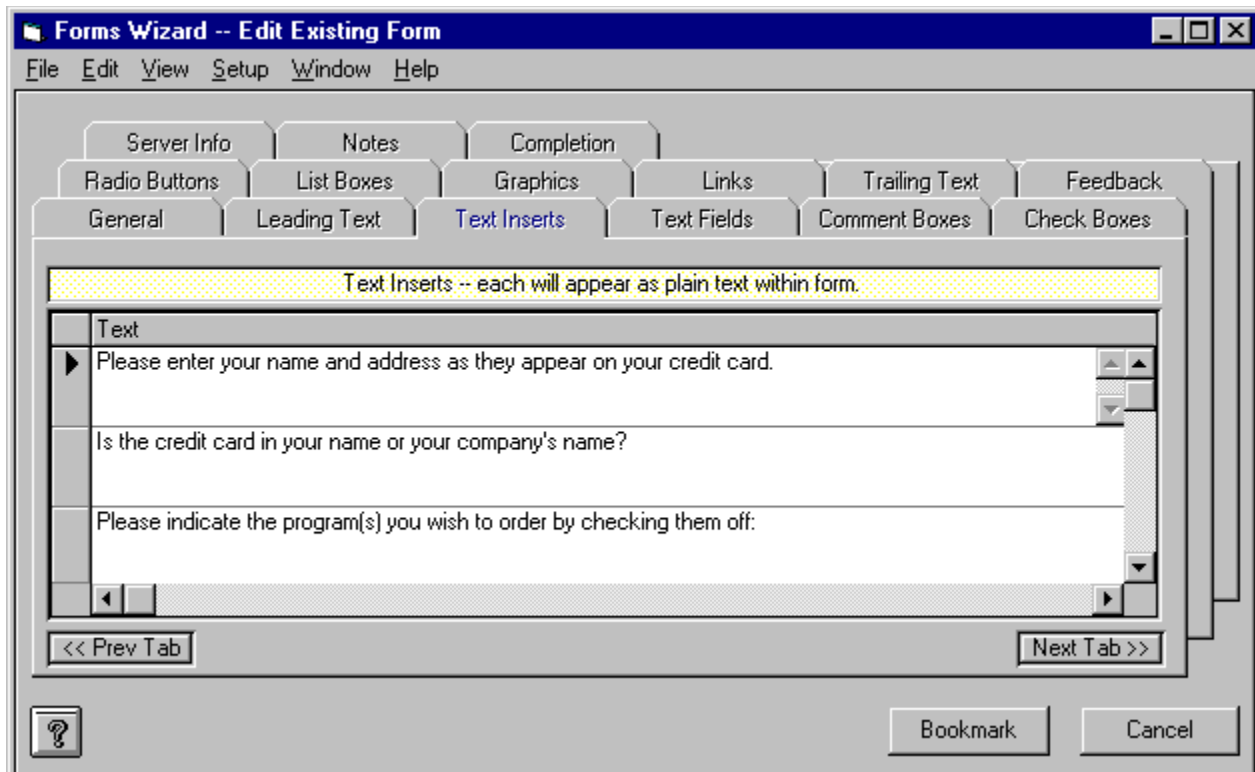 Forms Wizard -- Edit Existing Form
File Edit View Setup Window Help
Server Info Notes Completion
Radio Buttons List Boxes Graphics Links Trailing Text Feedback
General Leading Text Text Inserts Text Fields Comment Boxes Check Boxes
Text Inserts -- each will appear as plain text within form.
Text
Please enter your name and address as they appear on your credit card.
Is the credit card in your name or your company's name?
Please indicate the program(s) you wish to order by checking them off:
<< Prev Tab Next Tab >>
? Bookmark Cancel